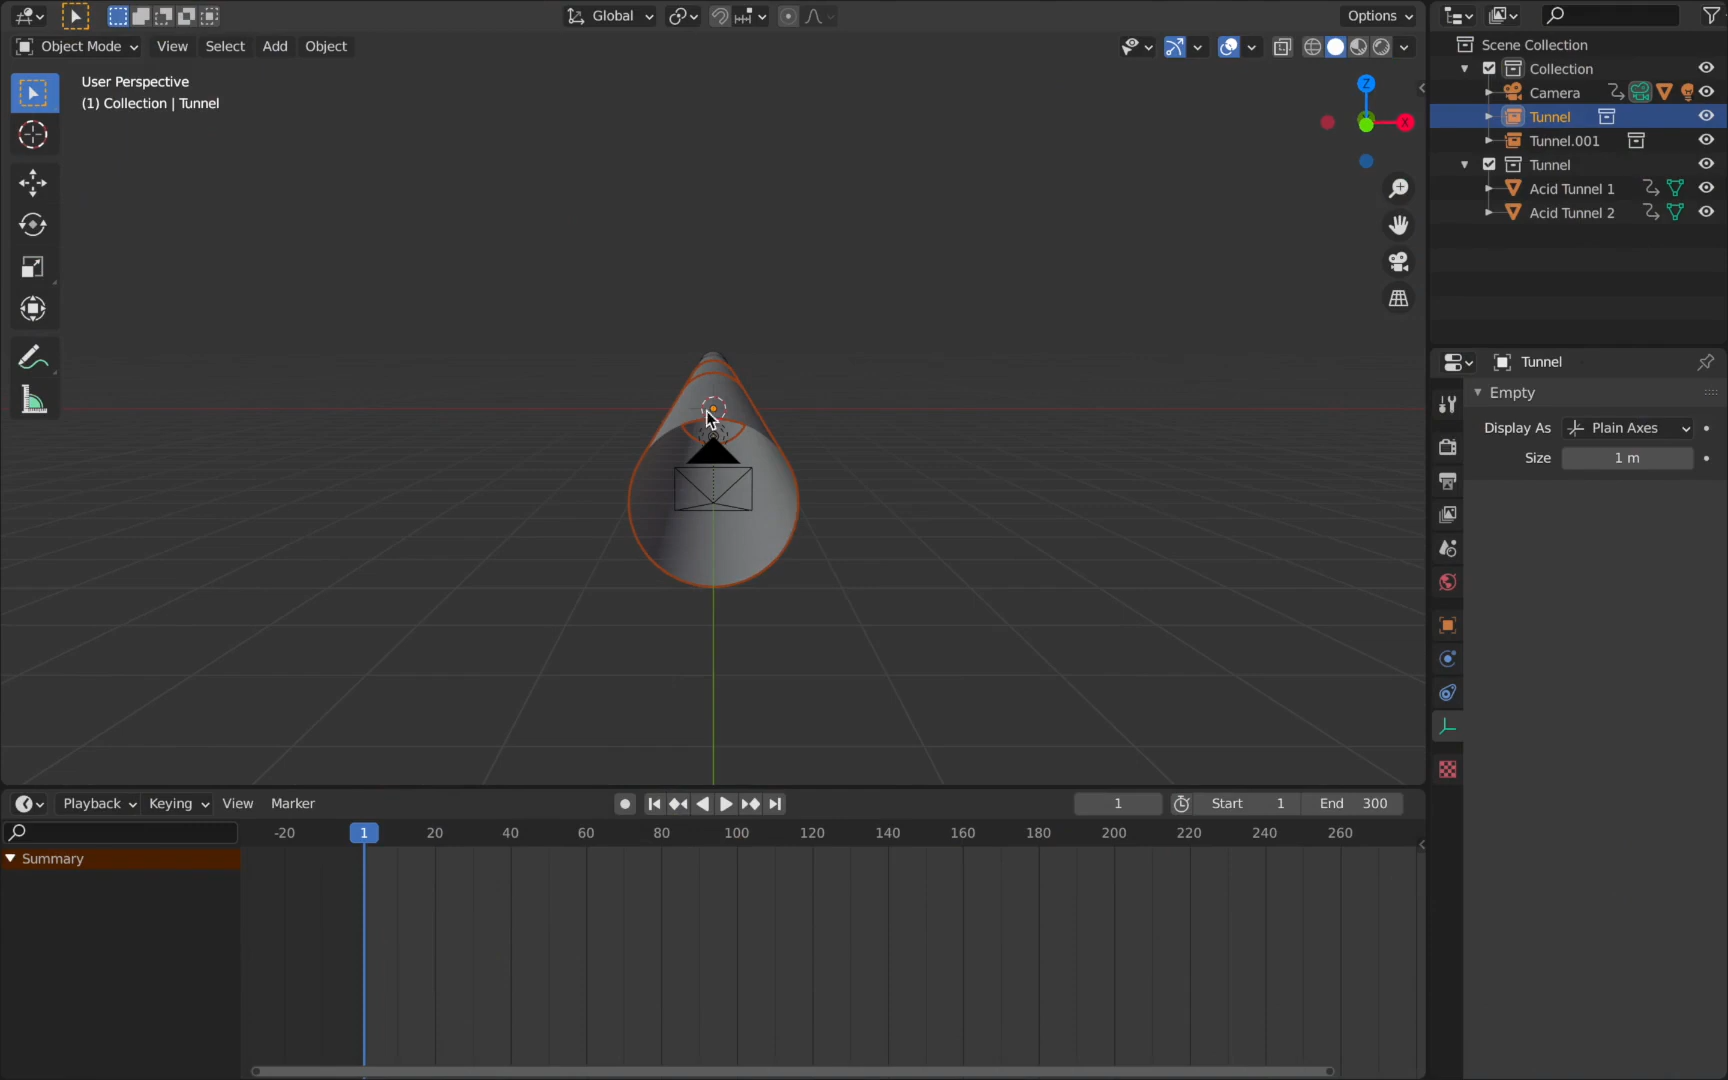 Global
Options
Object Mode View Select Add Object
User Perspective
(1) Collection | Tunnel
Z
X
Scene Collection
Collection
Camera
Tunnel
Tunnel.001
Tunnel
Acid Tunnel 1
Acid Tunnel 2
Tunnel
Empty
Display As Plain Axes
Size 1 m
Playback Keying View Marker
1 Start 1 End 300
-20 1 20 40 60 80 100 120 140 160 180 200 220 240 260
Summary